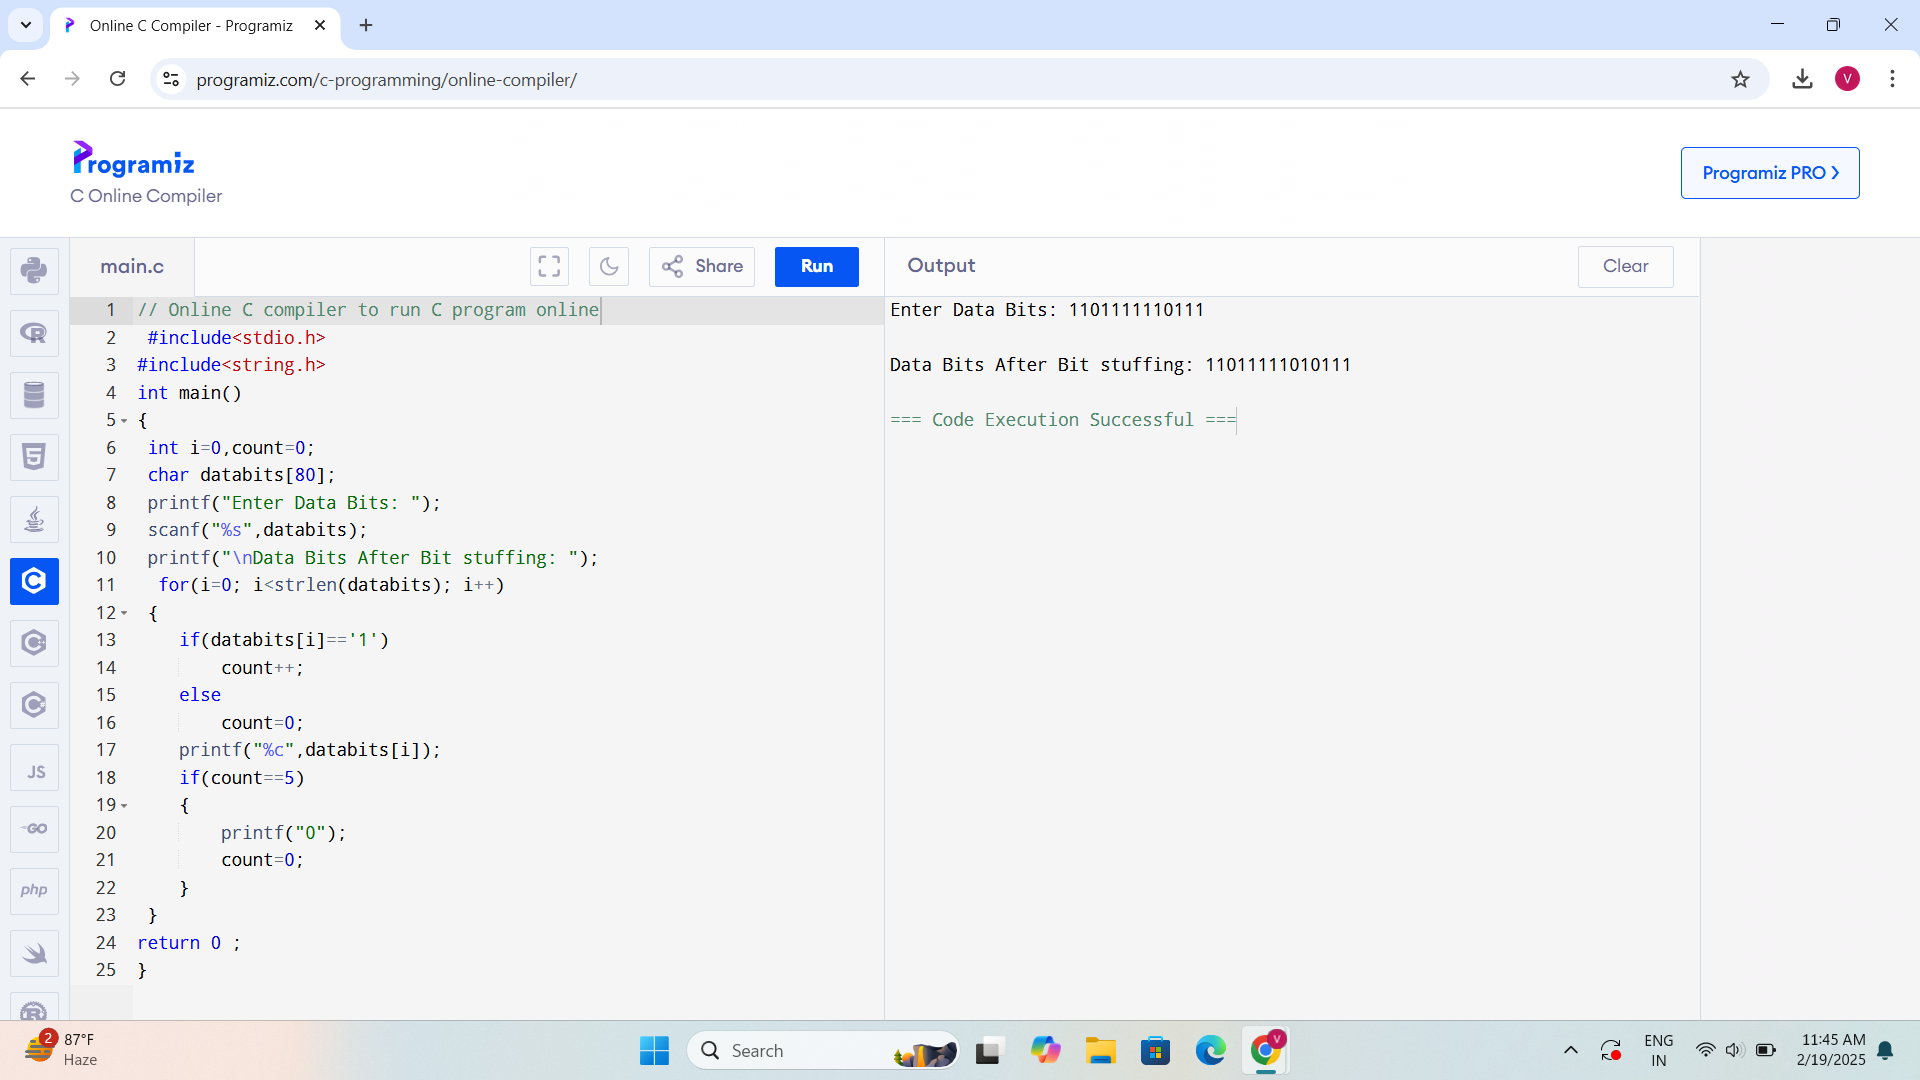 Online C Compiler - Programiz
programiz.com/c-programming/online-compiler/
V
Programiz
C Online Compiler
Programiz PRO
main.c
Share
Run
Output
Clear
1 // Online C compiler to run C program online
2 #include<stdio.h>
3 #include<string.h>
4 int main()
5 {
6 int i=0,count=0;
7 char databits[80];
8 printf("Enter Data Bits: ");
9 scanf("%s",databits);
10 printf("\nData Bits After Bit stuffing: ");
11 for(i=0; i<strlen(databits); i++)
12 {
13 if(databits[i]=='1')
14 count++;
15 else
16 count=0;
17 printf("%c",databits[i]);
18 if(count==5)
19 {
20 printf("0");
21 count=0;
22 }
23 }
24 return 0 ;
25 }
Enter Data Bits: 1101111110111
Data Bits After Bit stuffing: 11011111010111
=== Code Execution Successful ===
R
5
C
JS
GO
php
R
2
87°F
Haze
Search
V
ENG
IN
11:45 AM
2/19/2025